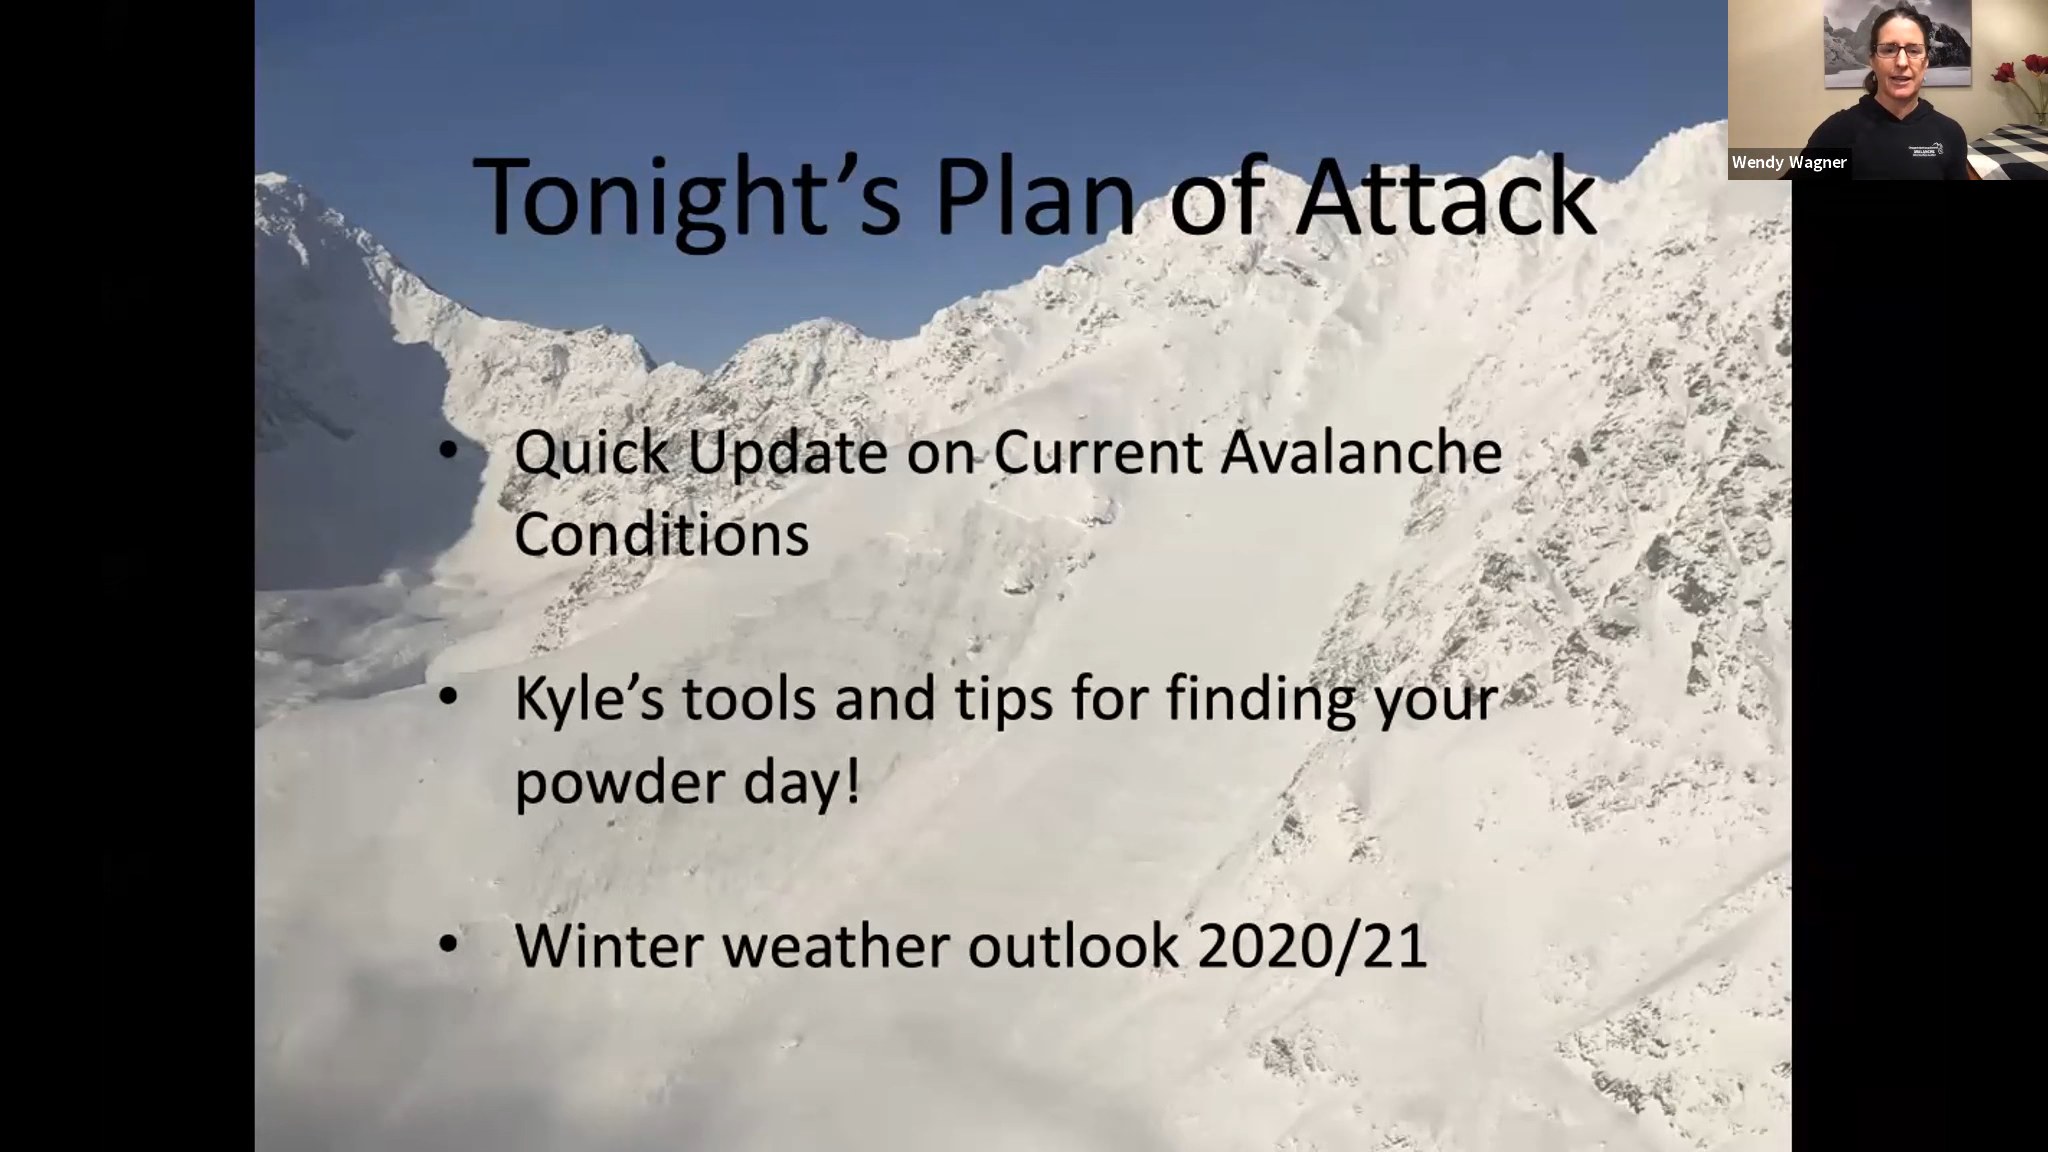 Tonight’s Plan of Attack
• Quick Update on Current Avalanche
Conditions
• Kyle’s tools and tips for finding your
powder day!
• Winter weather outlook 2020/21
Wendy Wagner